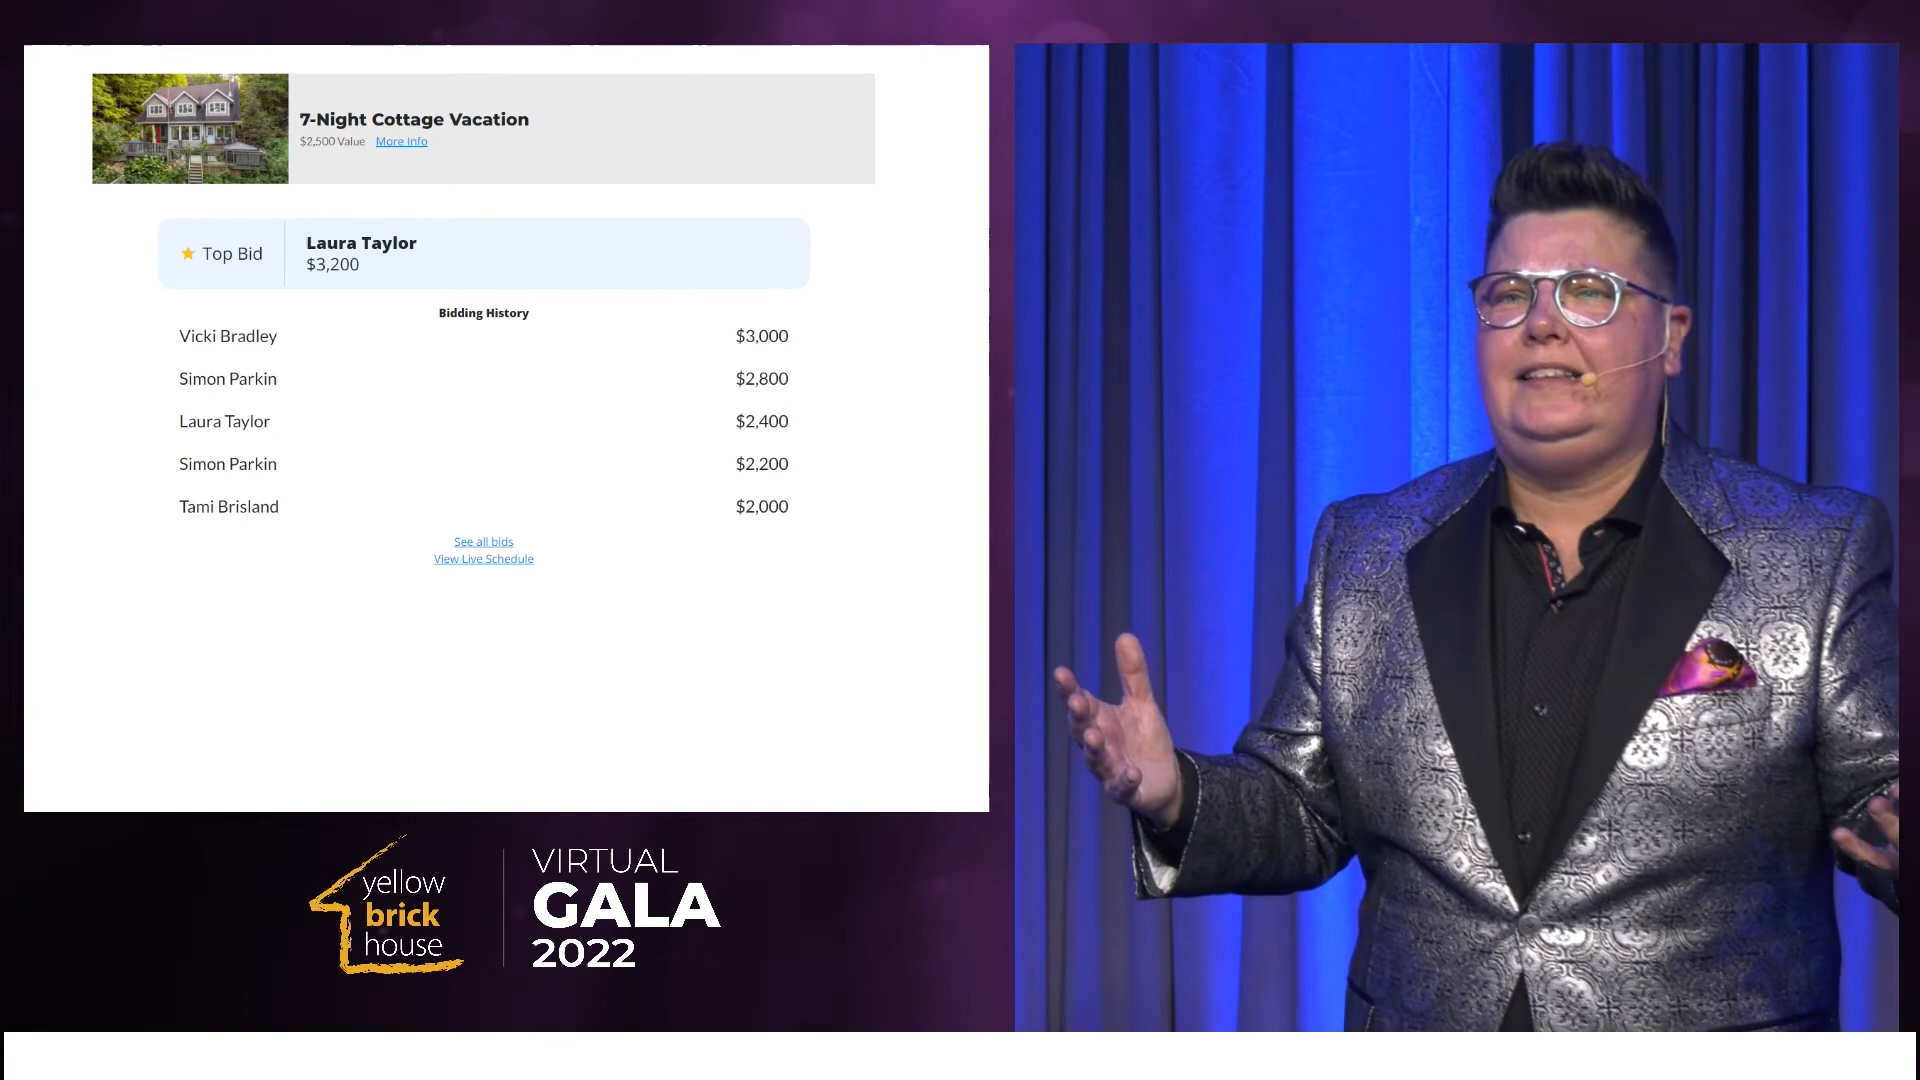 7-Night Cottage Vacation
$2,500 Value More Info
★ Top Bid
Laura Taylor
$3,200
Bidding History
Vicki Bradley $3,000
Simon Parkin $2,800
Laura Taylor $2,400
Simon Parkin $2,200
Tami Brisland $2,000
See all bids
View Live Schedule
yellow
brick
house
VIRTUAL
GALA
2022